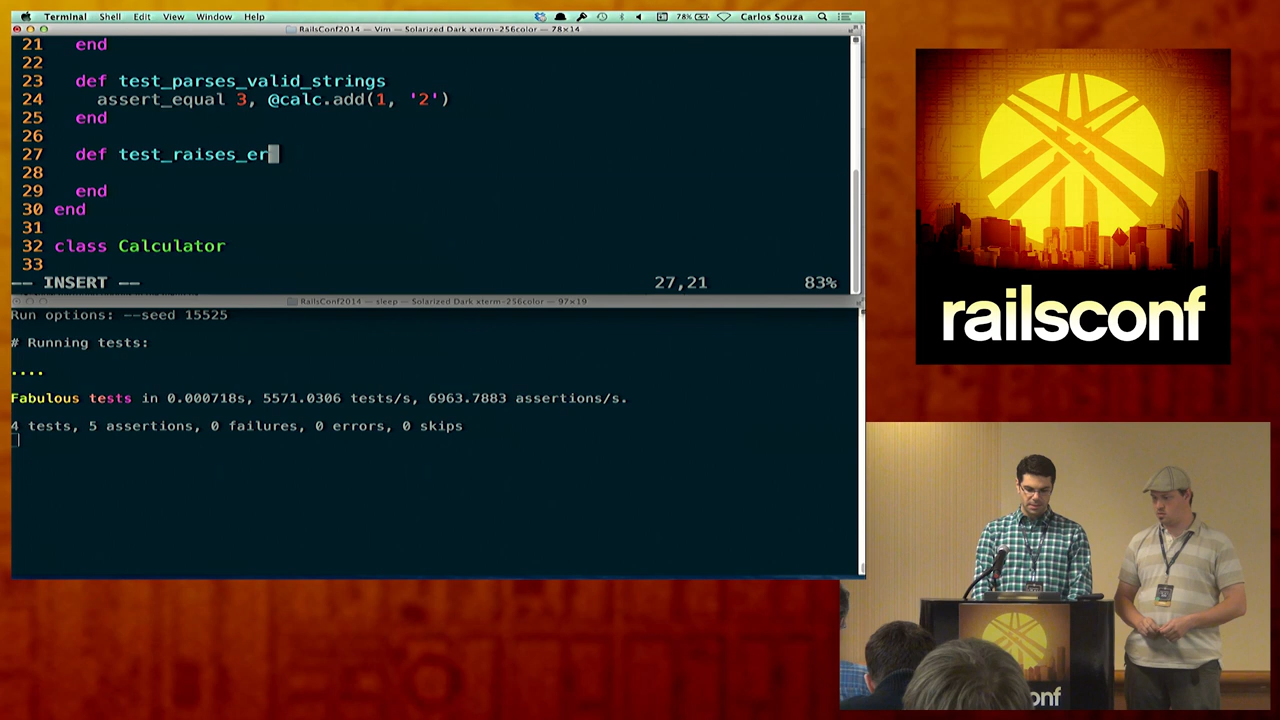 Terminal Shell Edit View Window Help 78% Carlos Souza
RailsConf2014 — Vim — Solarized Dark xterm-256color — 78×14
21 end
22
23 def test_parses_valid_strings
24 assert_equal 3, @calc.add(1, '2')
25 end
26
27 def test_raises_er
28
29 end
30 end
31
32 class Calculator
33
-- INSERT -- 27,21 83%
RailsConf2014 — sleep — Solarized Dark xterm-256color — 97×19
Run options: --seed 15525
# Running tests:
....
Fabulous tests in 0.000718s, 5571.0306 tests/s, 6963.7883 assertions/s.
4 tests, 5 assertions, 0 failures, 0 errors, 0 skips
railsconf
onf